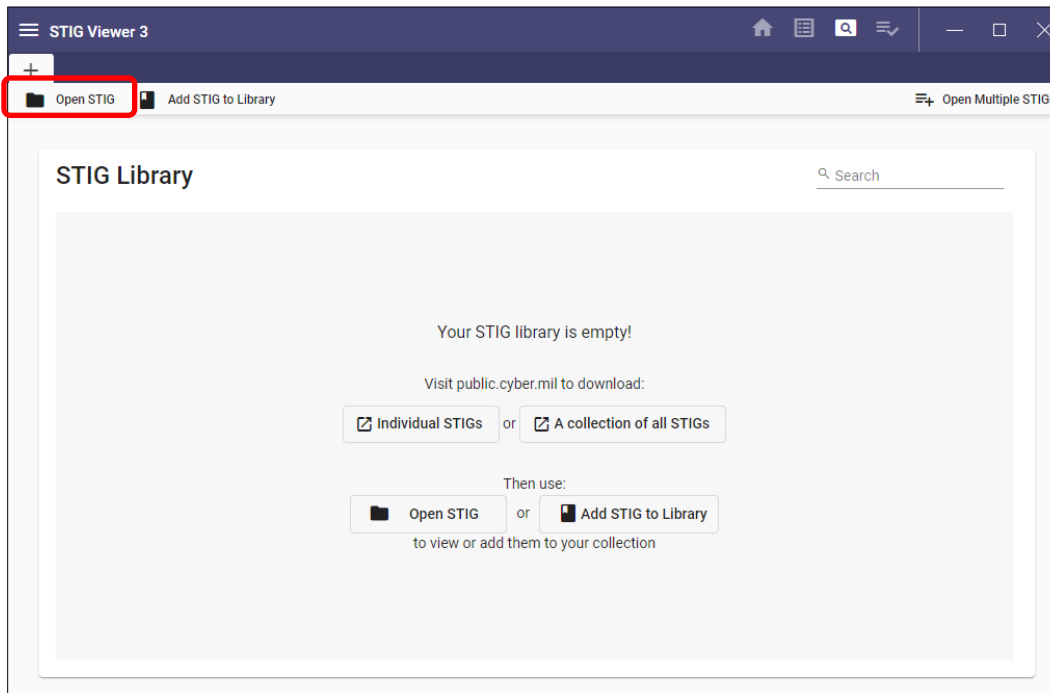 STIG Viewer 3
Open STIG Add STIG to Library Open Multiple STIG
STIG Library
Search
Your STIG library is empty!
Visit public.cyber.mil to download:
Individual STIGs or A collection of all STIGs
Then use:
Open STIG or Add STIG to Library
to view or add them to your collection